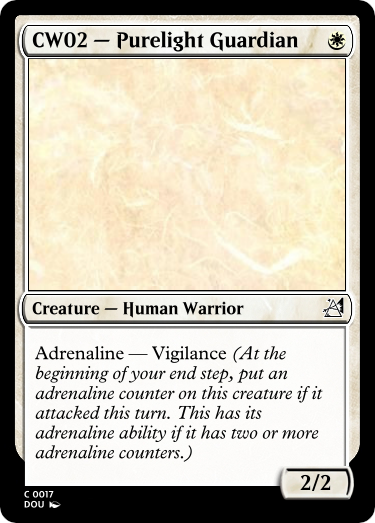 CW02 — Purelight Guardian
Creature — Human Warrior
Adrenaline — Vigilance (At the
beginning of your end step, put an
adrenaline counter on this creature if it
attacked this turn. This has its
adrenaline ability if it has two or more
adrenaline counters.)
2/2
C 0017
DOU